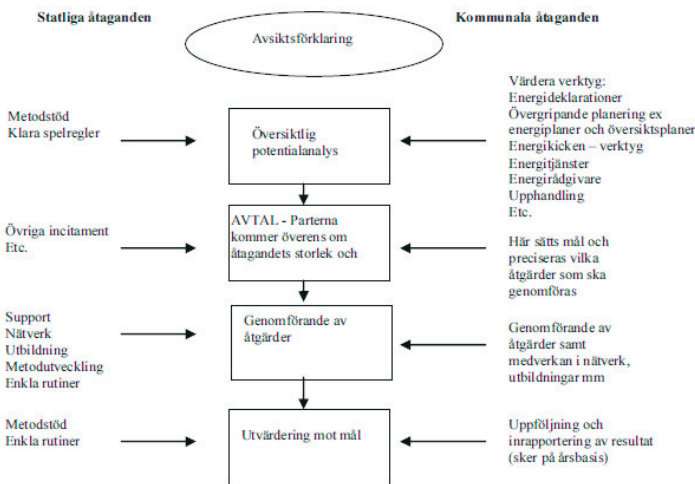 Statliga åtaganden
Avsiktsförklaring
Kommunala åtaganden
Metodstöd
Klara spelregler
Översiktlig
potentialanalys
Värdera verktyg:
Energideklarationer
Övergripande planering ex
energiplaner och översiktsplaner
Energikicken – verktyg
Energitjänster
Energirådgivare
Upphandling
Etc.
Övriga incitament
Etc.
AVTAL - Parterna
kommer överens om
åtagandets storlek och
Här sätts mål och
preciseras vilka
åtgärder som ska
genomföras
Support
Nätverk
Utbildning
Metodutveckling
Enkla rutiner
Genomförande av
åtgärder
Genomförande av
åtgärder samt
medverkan i nätverk,
utbildningar mm
Metodstöd
Enkla rutiner
Utvärdering mot mål
Uppföljning och
inrapportering av resultat
(sker på årsbasis)